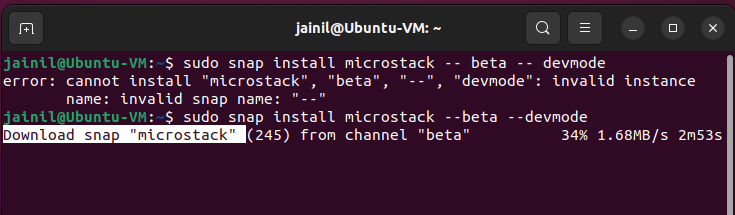 jainil@Ubuntu-VM: ~
jainil@Ubuntu-VM:~$ sudo snap install microstack -- beta -- devmode
error: cannot install "microstack", "beta", "--", "devmode": invalid instance
name: invalid snap name: "--"
jainil@Ubuntu-VM:~$ sudo snap install microstack --beta --devmode
Download snap "microstack" (245) from channel "beta" 34% 1.68MB/s 2m53s